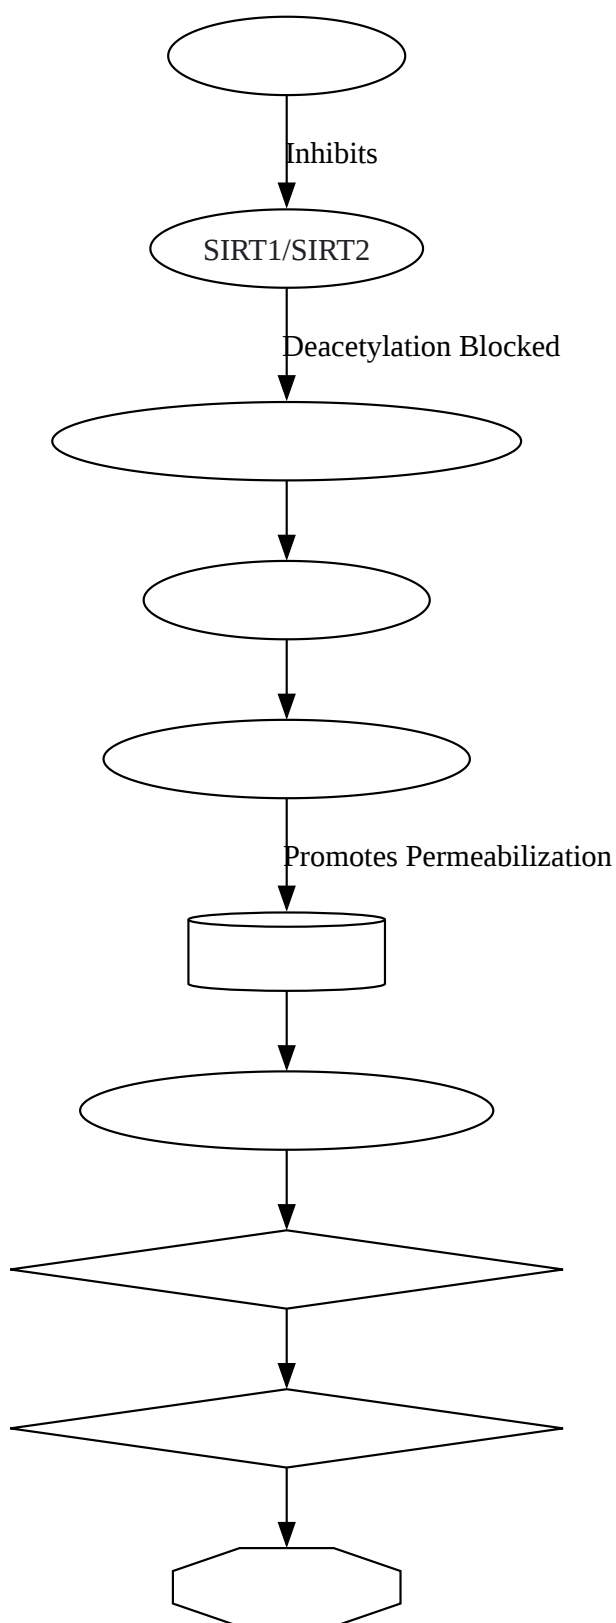 Inhibits
SIRT1/SIRT2
Deacetylation Blocked
Promotes Permeabilization